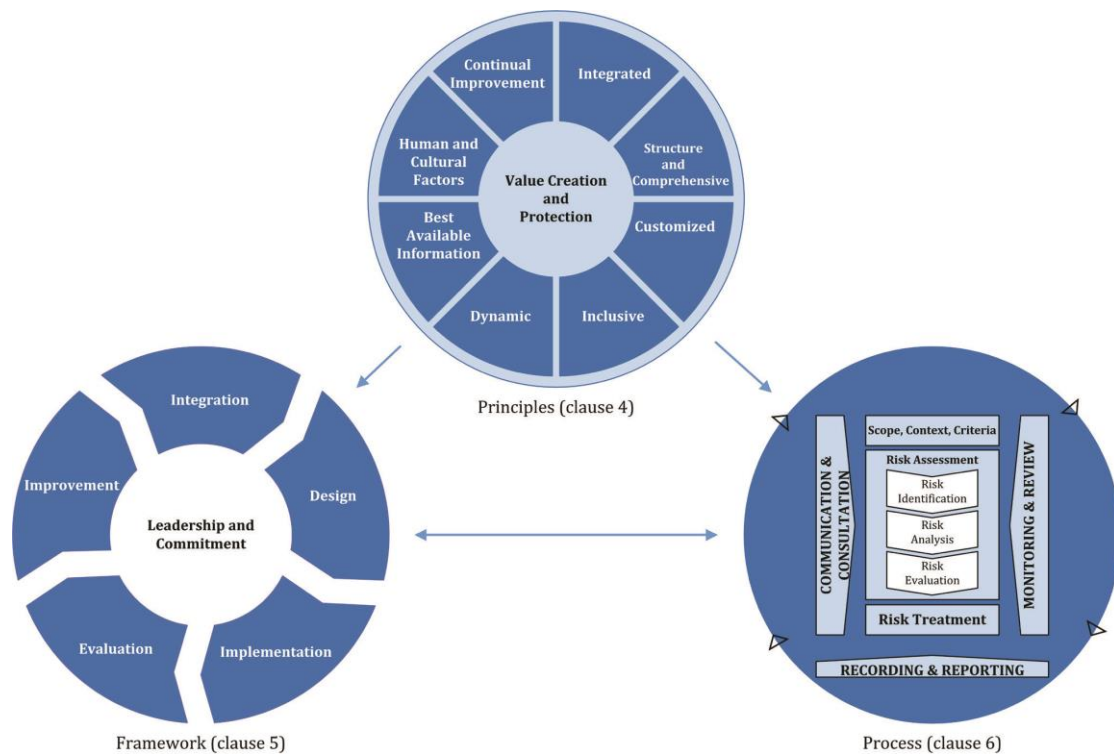 Continual
Improvement
Integrated
Human and
Cultural
Factors
Structure
and
Comprehensive
Value Creation
and
Protection
Best
Available
Information
Customized
Dynamic
Inclusive
Principles (clause 4)
Integration
Improvement
Design
Leadership and
Commitment
Evaluation
Implementation
Framework (clause 5)
Scope, Context, Criteria
Risk Assessment
Risk
Identification
Risk
Analysis
Risk
Evaluation
Risk Treatment
COMMUNICATION &
CONSULTATION
MONITORING & REVIEW
RECORDING & REPORTING
Process (clause 6)